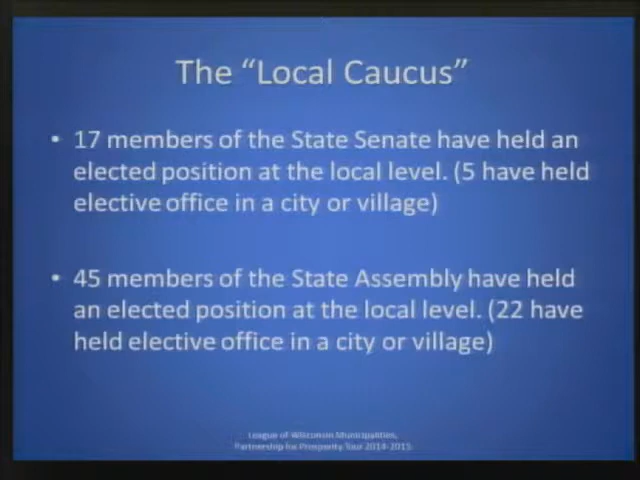 The “Local Caucus”
• 17 members of the State Senate have held an
elected position at the local level. (5 have held
elective office in a city or village)
• 45 members of the State Assembly have held
an elected position at the local level. (22 have
held elective office in a city or village)
League of Wisconsin Municipalities,
Partnership for Prosperity Tour 2014-2015